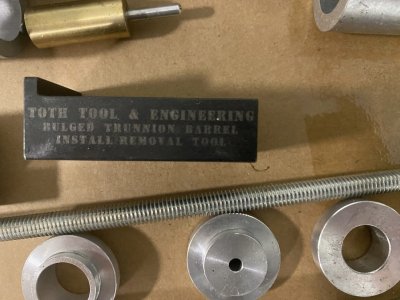 TOTH TOOL & ENGINEERING
BULGED TRUNNION BARREL
INSTALL REMOVAL TOOL